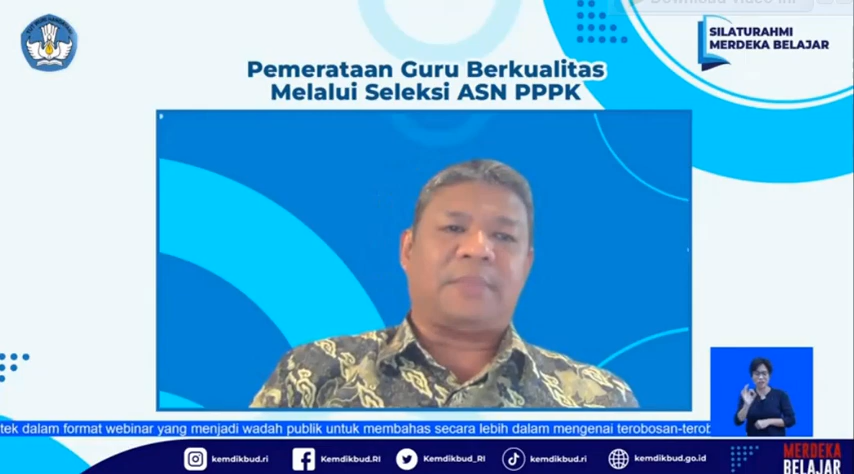 SILATURAHMI
MERDEKA BELAJAR
Pemerataan Guru Berkualitas
Melalui Seleksi ASN PPPK
tek dalam format webinar yang menjadi wadah publik untuk membahas secara lebih dalam mengenai terobosan-terob
kemdikbud.ri
Kemdikbud.RI
Kemdikbud_RI
kemdikbud.ri
kemdikbud.go.id
MERDEKA
BELAJAR